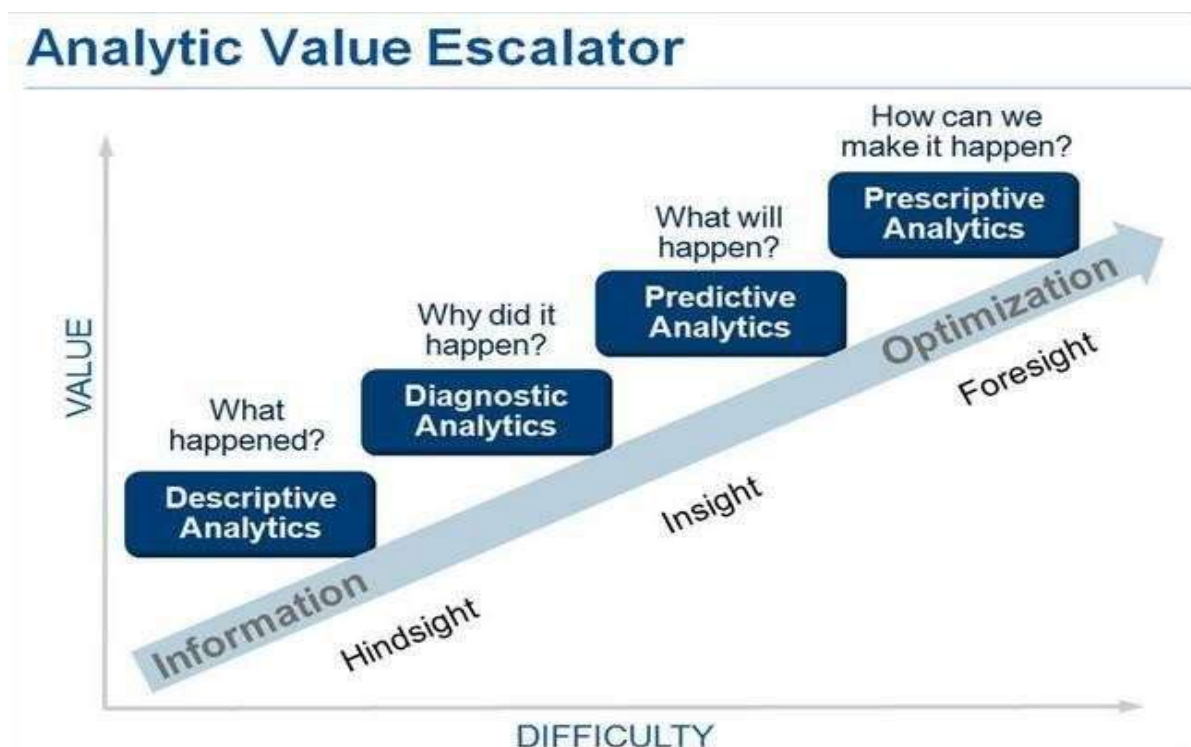 Analytic Value Escalator
How can we
make it happen?
Prescriptive
Analytics
What will
happen?
Predictive
Analytics
Why did it
happen?
Diagnostic
Analytics
What
happened?
Descriptive
Analytics
Information
Optimization
Hindsight
Insight
Foresight
VALUE
DIFFICULTY